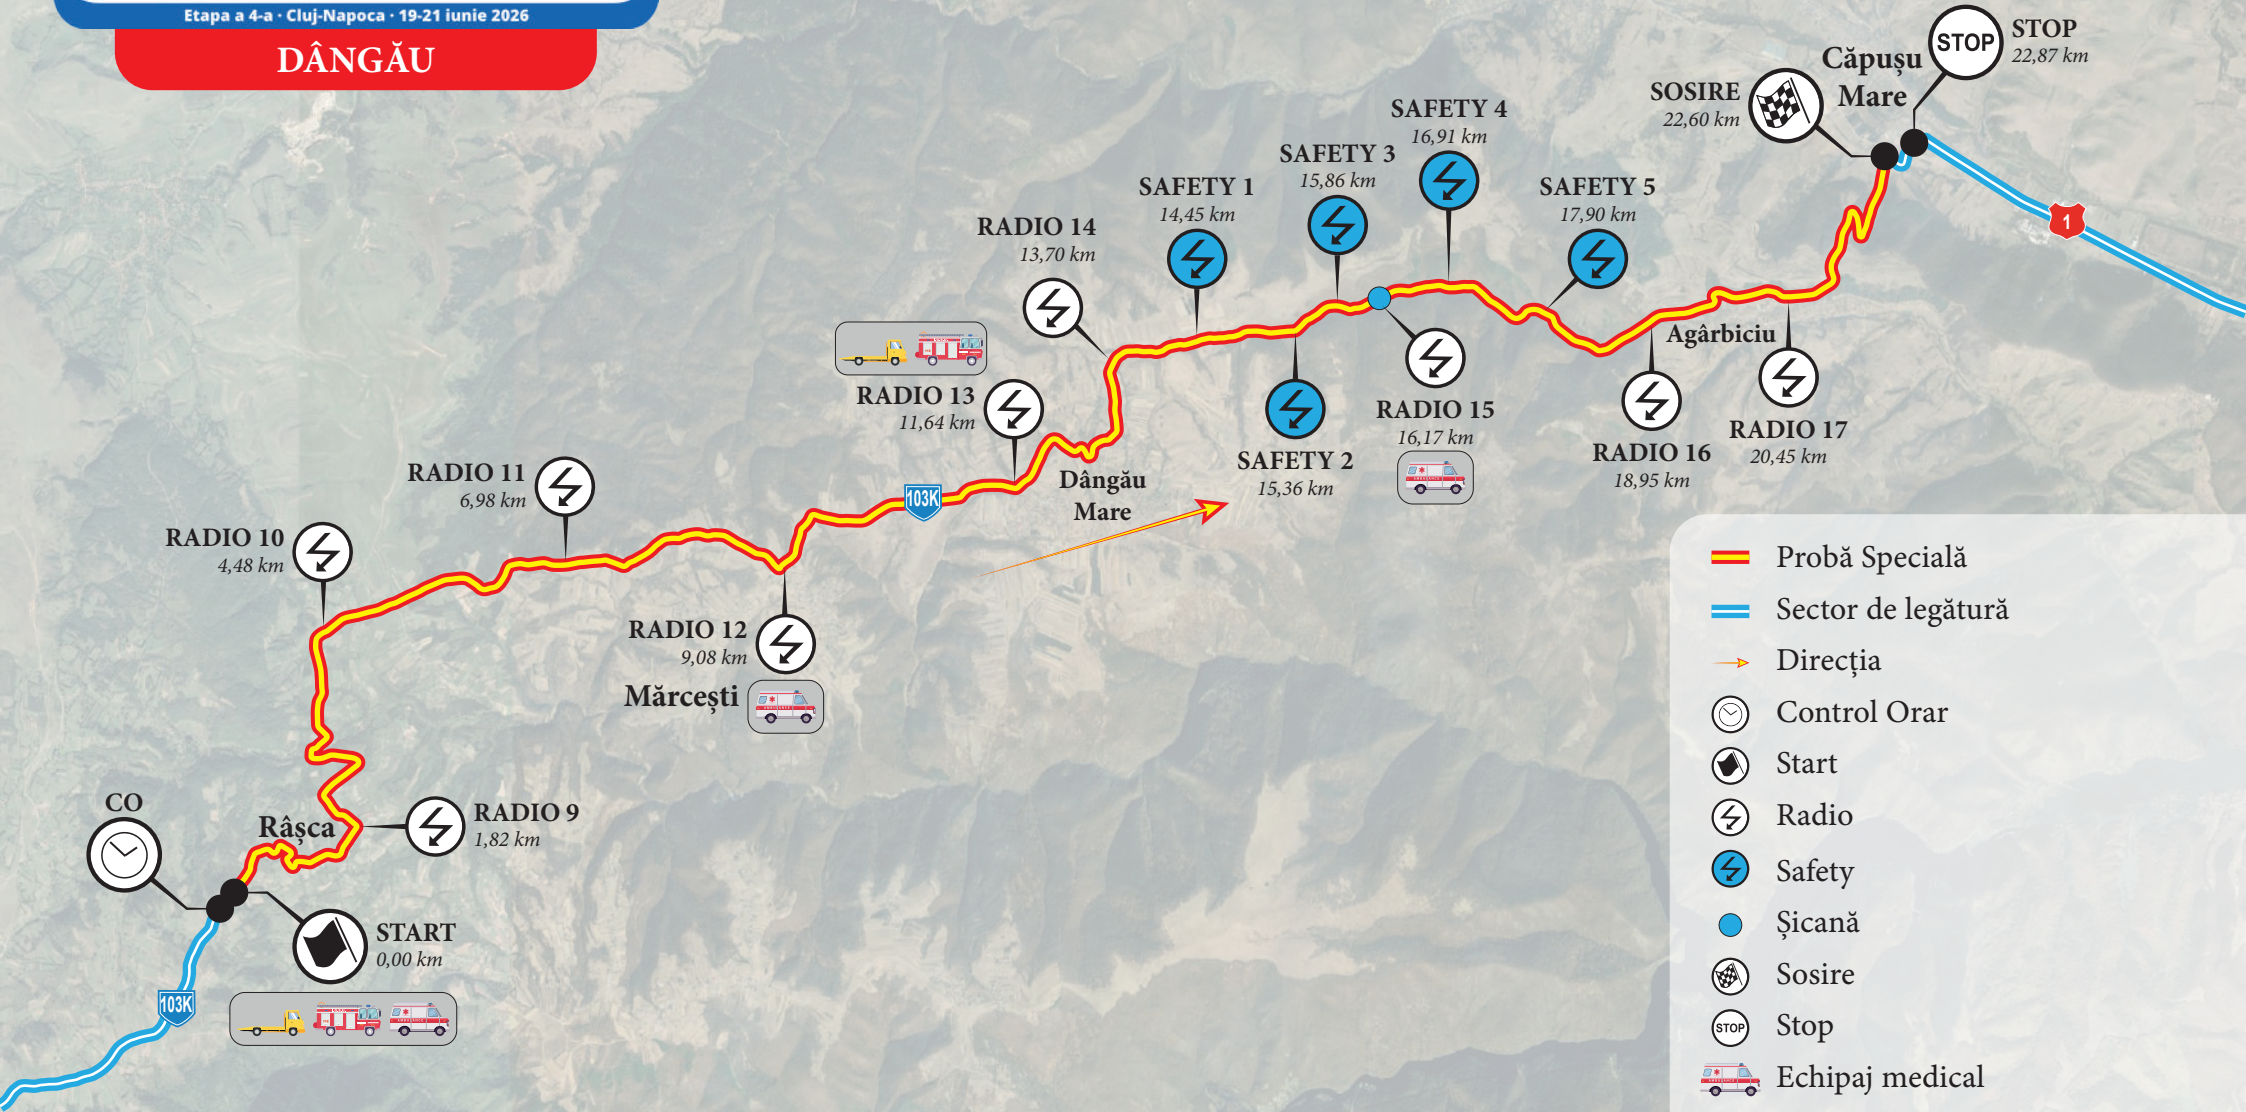 Etapa a 4-a · Cluj-Napoca · 19-21 iunie 2026
DÂNGĂU
STOP
STOP
22,87 km
Căpușu
Mare
SOSIRE
22,60 km
1
SAFETY 4
16,91 km
SAFETY 3
15,86 km
SAFETY 1
14,45 km
SAFETY 5
17,90 km
RADIO 14
13,70 km
Agârbiciu
RADIO 13
11,64 km
RADIO 15
16,17 km
RADIO 17
20,45 km
RADIO 16
18,95 km
SAFETY 2
15,36 km
Dângău
Mare
103K
RADIO 11
6,98 km
RADIO 10
4,48 km
RADIO 12
9,08 km
Mărcești
CO
Râșca
RADIO 9
1,82 km
START
0,00 km
103K
Probă Specială
Sector de legătură
Direcția
Control Orar
Start
Radio
Safety
Șicană
Sosire
STOP
Stop
Echipaj medical